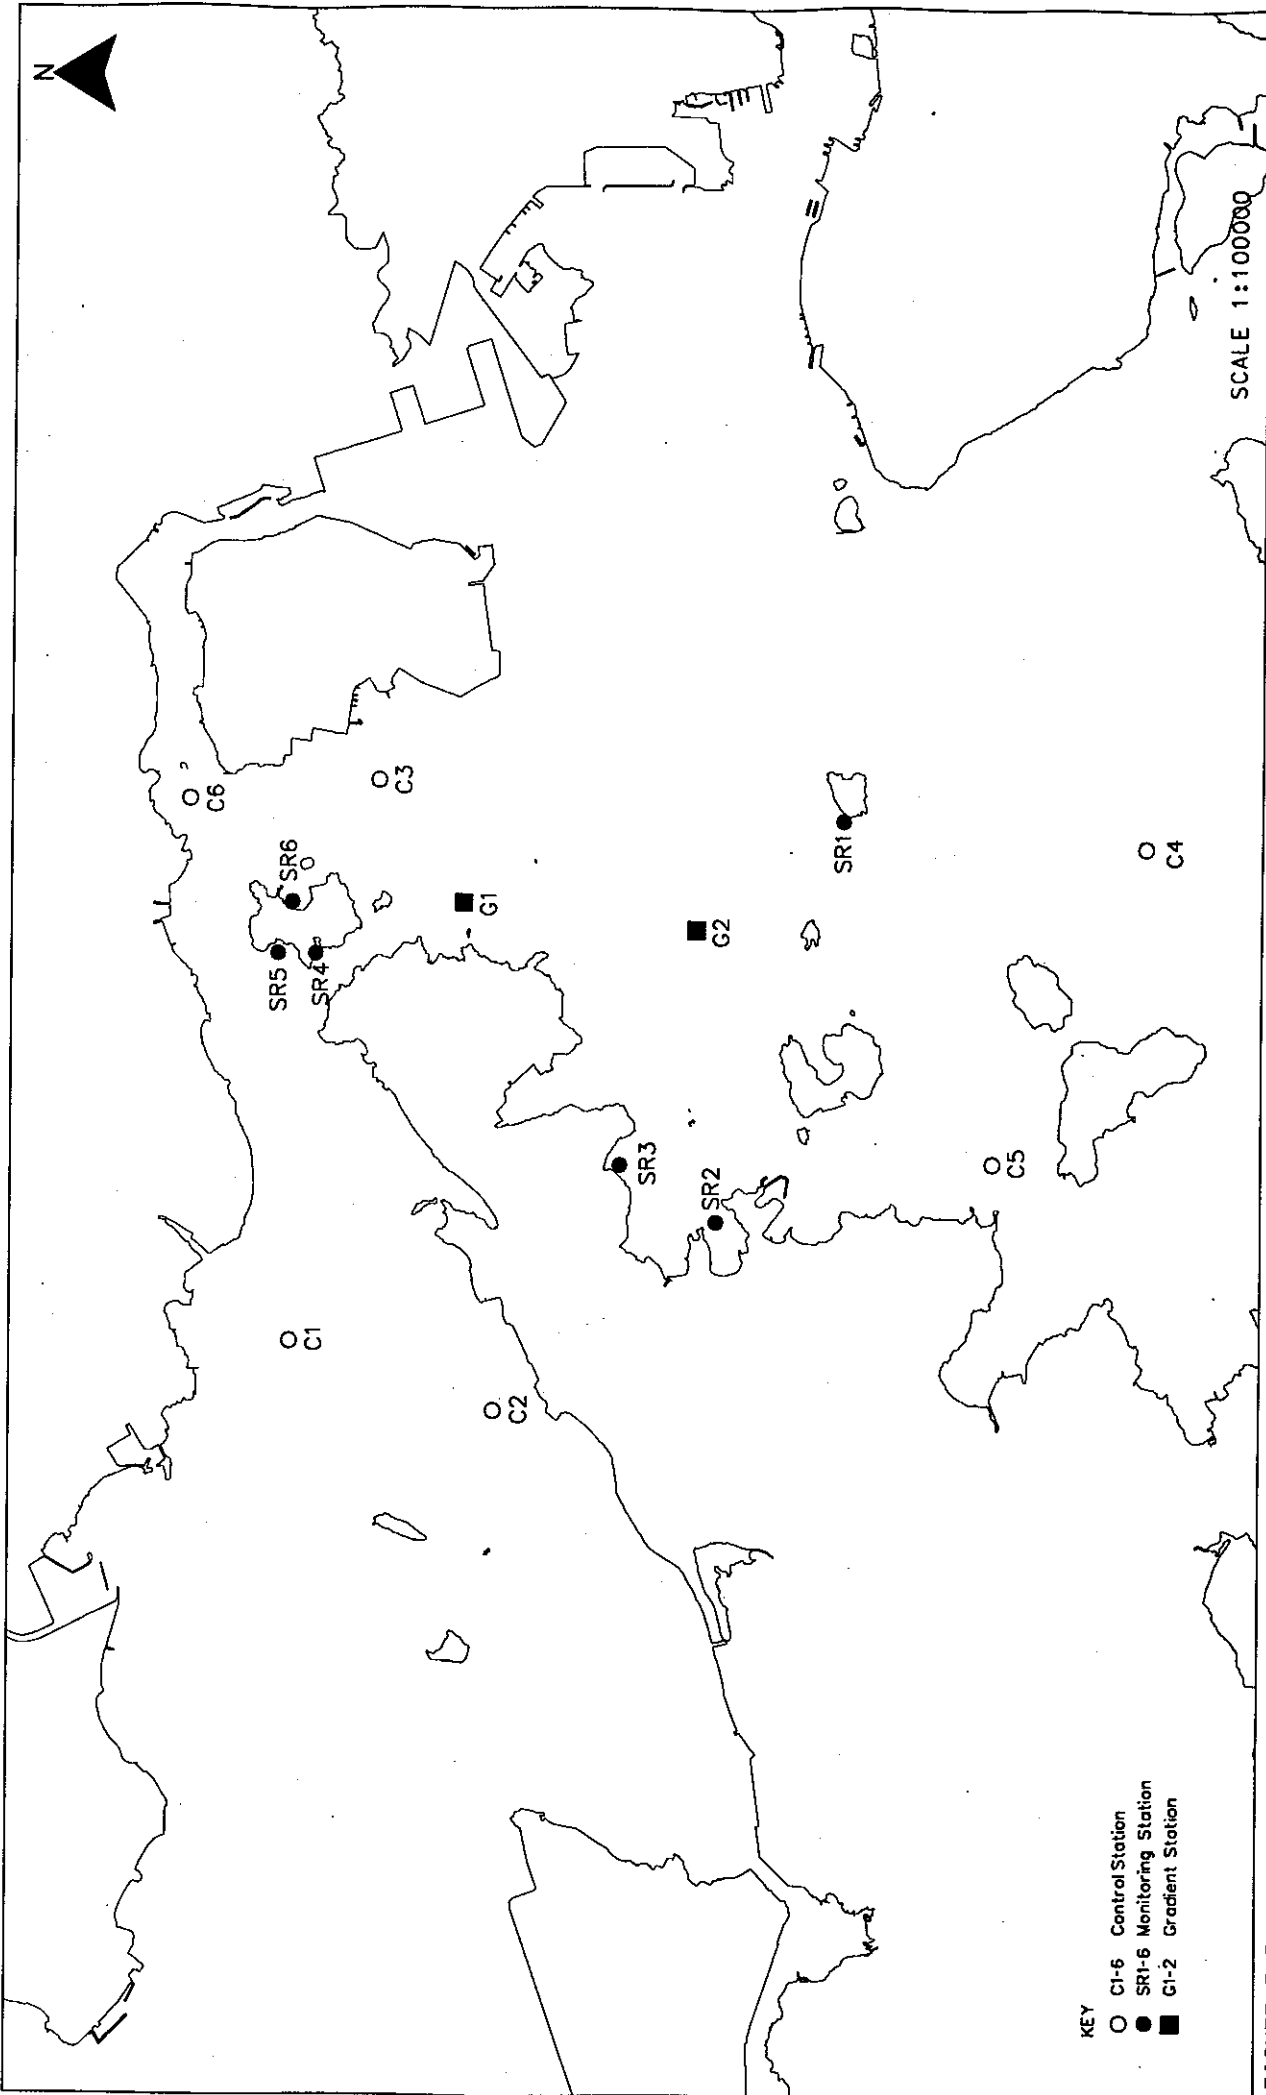 N
C6
C3
SR6
SR5
SR4
G1
G2
SR1
C4
SR3
SR2
C5
C1
C2
SCALE 1:100000
KEY
C1-6 Control Station
SR1-6 Monitoring Station
G1-2 Gradient Station